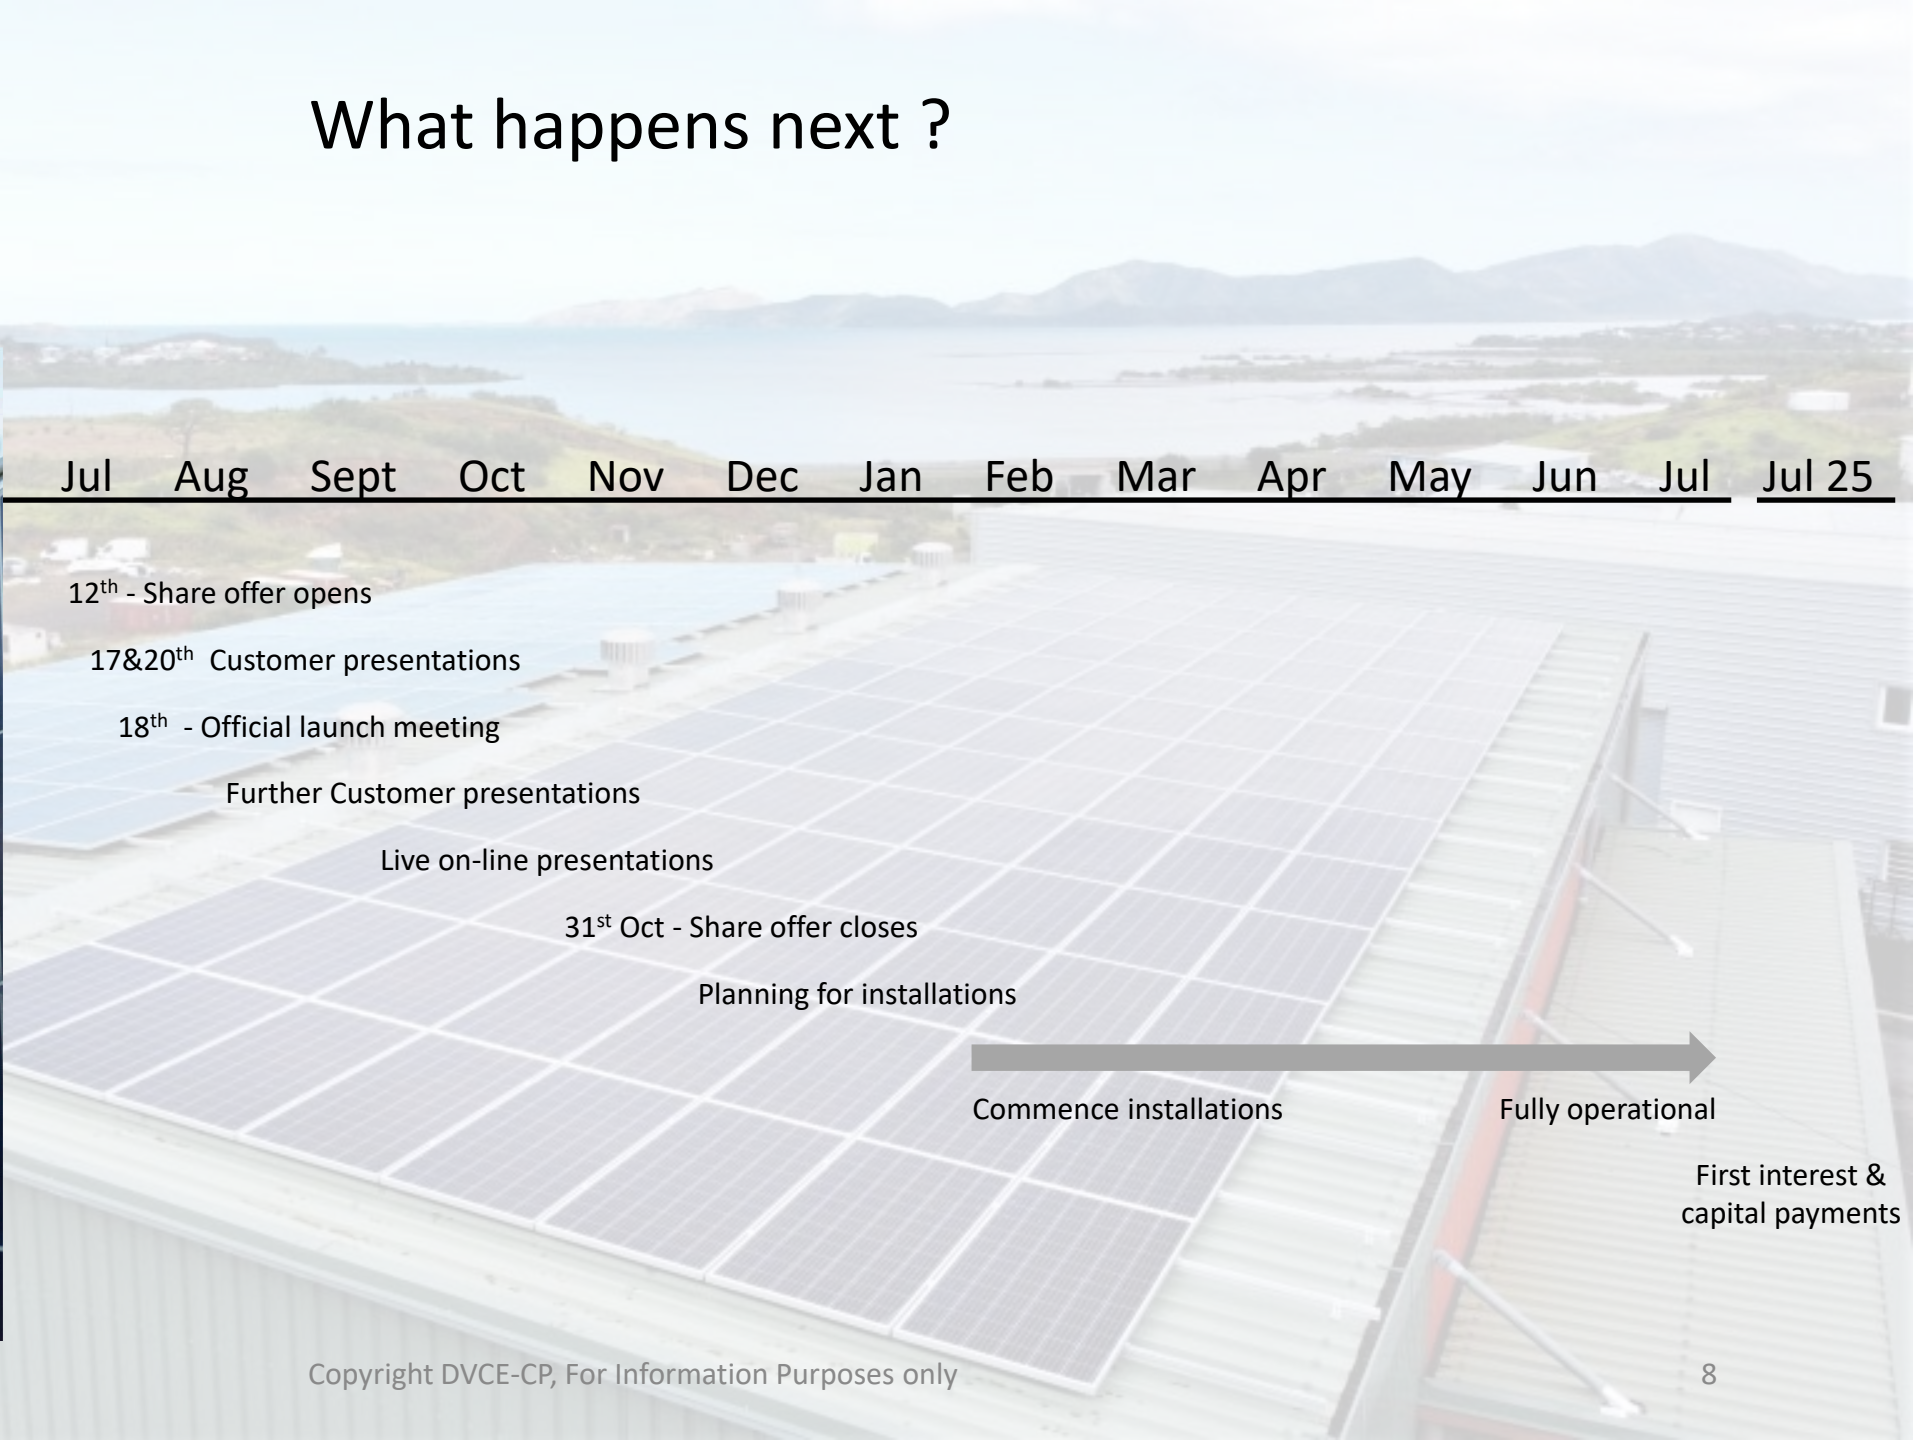 What happens next ?
Jul Aug Sept Oct Nov Dec Jan Feb Mar Apr May Jun Jul Jul 25
12th - Share offer opens
17&20th Customer presentations
18th - Official launch meeting
Further Customer presentations
Live on-line presentations
31st Oct - Share offer closes
Planning for installations
Commence installations Fully operational
First interest &
capital payments
Copyright DVCE-CP, For Information Purposes only 8